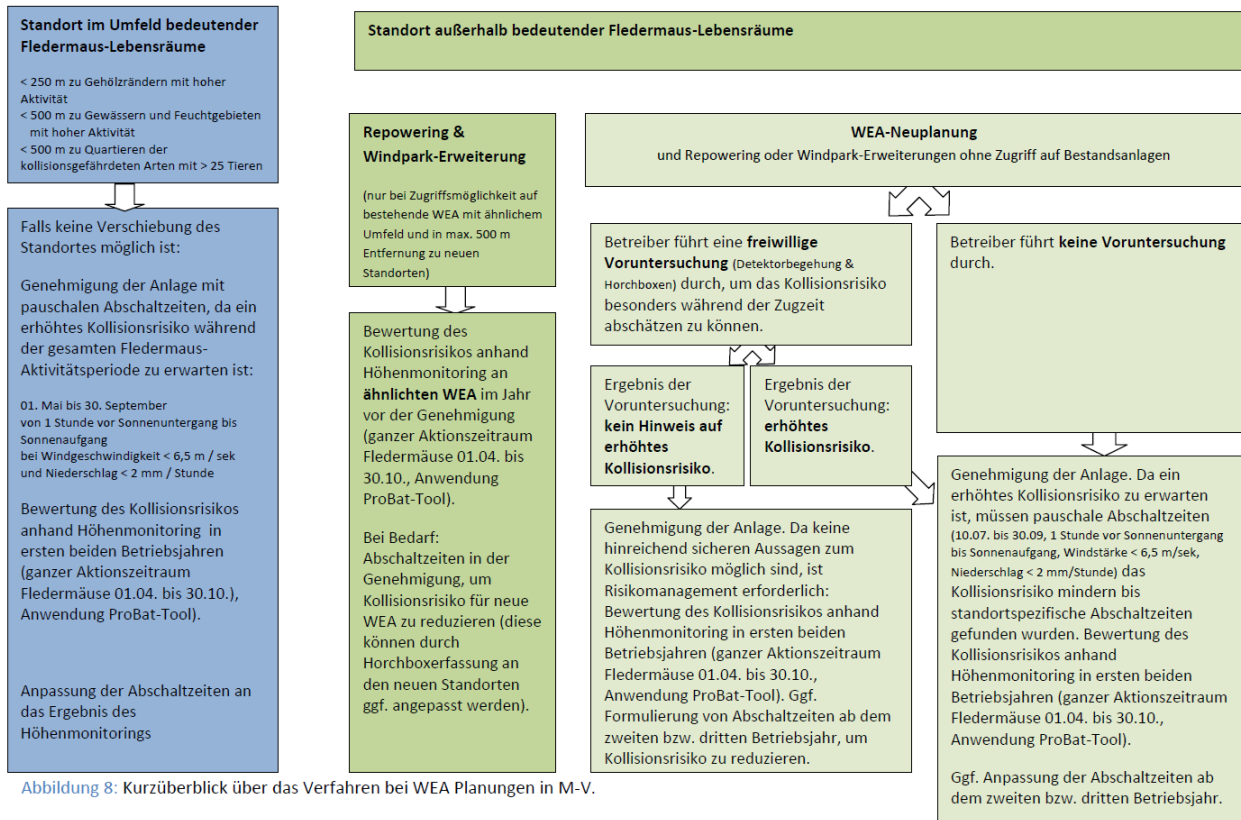 Standort im Umfeld bedeutender
Fledermaus-Lebensräume
< 250 m zu Gehölzrändern mit hoher
Aktivität
< 500 m zu Gewässern und Feuchtgebieten
mit hoher Aktivität
< 500 m zu Quartieren der
kollisionsgefährdeten Arten mit > 25 Tieren
Falls keine Verschiebung des
Standortes möglich ist:
Genehmigung der Anlage mit
pauschalen Abschaltzeiten, da ein
erhöhtes Kollisionsrisiko während
der gesamten Fledermaus-
Aktivitätsperiode zu erwarten ist:
01. Mai bis 30. September
von 1 Stunde vor Sonnenuntergang bis
Sonnenaufgang
bei Windgeschwindigkeit < 6,5 m / sek
und Niederschlag < 2 mm / Stunde
Bewertung des Kollisionsrisikos
anhand Höhenmonitoring in
ersten beiden Betriebsjahren
(ganzer Aktionszeitraum
Fledermäuse 01.04. bis 30.10.),
Anwendung ProBat-Tool).
Anpassung der Abschaltzeiten an
das Ergebnis des
Höhenmonitorings
Standort außerhalb bedeutender Fledermaus-Lebensräume
Repowering &
Windpark-Erweiterung
(nur bei Zugriffsmöglichkeit auf
bestehende WEA mit ähnlichem
Umfeld und in max. 500 m
Entfernung zu neuen
Standorten)
Bewertung des
Kollisionsrisikos anhand
Höhenmonitoring an
ähnlichten WEA im Jahr
vor der Genehmigung
(ganzer Aktionszeitraum
Fledermäuse 01.04. bis
30.10., Anwendung
ProBat-Tool).
Bei Bedarf:
Abschaltzeiten in der
Genehmigung, um
Kollisionsrisiko für neue
WEA zu reduzieren (diese
können durch
Horchboxerfassung an
den neuen Standorten
ggf. angepasst werden).
WEA-Neuplanung
und Repowering oder Windpark-Erweiterungen ohne Zugriff auf Bestandsanlagen
Betreiber führt eine freiwillige
Voruntersuchung (Detektorbegehung &
Horchboxen) durch, um das Kollisionsrisiko
besonders während der Zugzeit
abschätzen zu können.
Ergebnis der
Voruntersuchung:
kein Hinweis auf
erhöhtes
Kollisionsrisiko.
Ergebnis der
Voruntersuchung:
erhöhtes
Kollisionsrisiko.
Genehmigung der Anlage. Da keine
hinreichend sicheren Aussagen zum
Kollisionsrisiko möglich sind, ist
Risikomanagement erforderlich:
Bewertung des Kollisionsrisikos anhand
Höhenmonitoring in ersten beiden
Betriebsjahren (ganzer Aktionszeitraum
Fledermäuse 01.04. bis 30.10.,
Anwendung ProBat-Tool). Ggf.
Formulierung von Abschaltzeiten ab dem
zweiten bzw. dritten Betriebsjahr, um
Kollisionsrisiko zu reduzieren.
Betreiber führt keine Voruntersuchung
durch.
Genehmigung der Anlage. Da ein
erhöhtes Kollisionsrisiko zu erwarten
ist, müssen pauschale Abschaltzeiten
(10.07. bis 30.09, 1 Stunde vor Sonnenuntergang
bis Sonnenaufgang, Windstärke < 6,5 m/sek,
Niederschlag < 2 mm/Stunde) das
Kollisionsrisiko mindern bis
standortspezifische Abschaltzeiten
gefunden wurden. Bewertung des
Kollisionsrisikos anhand
Höhenmonitoring in ersten beiden
Betriebsjahren (ganzer Aktionszeitraum
Fledermäuse 01.04. bis 30.10.,
Anwendung ProBat-Tool).
Ggf. Anpassung der Abschaltzeiten ab
dem zweiten bzw. dritten Betriebsjahr.
Abbildung 8: Kurzüberblick über das Verfahren bei WEA Planungen in M-V.